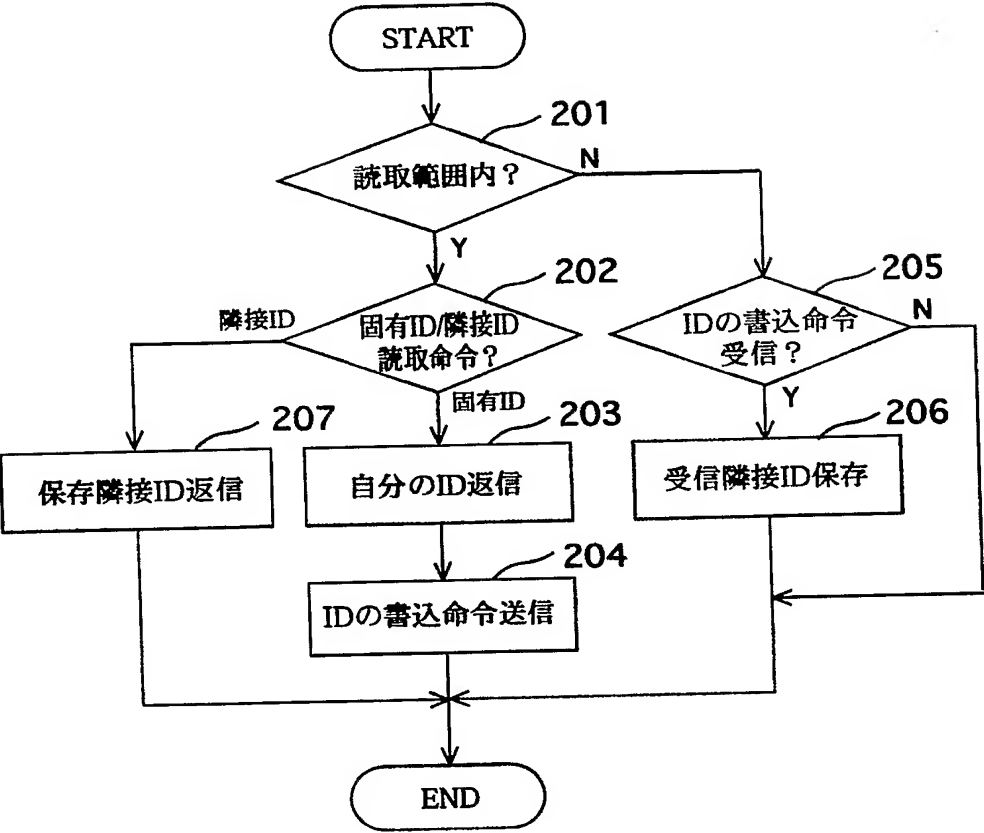 START
201
読取範囲内？
N
Y
202
205
隣接ID
固有ID/隣接ID
読取命令？
IDの書込命令
受信？
N
固有ID
Y
207
203
206
保存隣接ID返信
自分のID返信
受信隣接ID保存
204
IDの書込命令送信
END